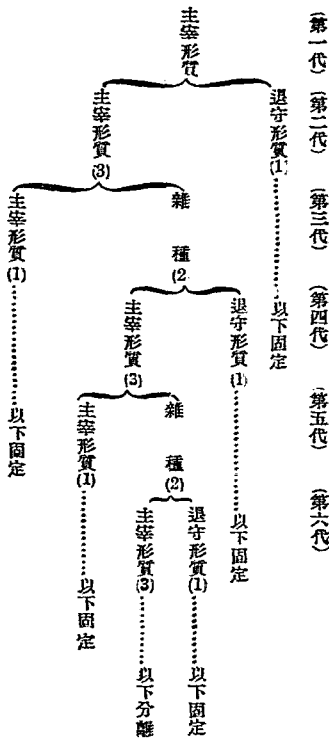 (第一代)(第二代)(第三代)(第四代)(第五代)(第六代)
主宰形質
退守形質(1)………以下固定
主宰形質(3)
雜種(2
主宰形質(1)………以下固定
退守形質(1)………以下固定
主宰形質(3)
雜種(2)
主宰形質(1)………以下固定
退守形質(1)………以下固定
主宰形質(3)………以下分離